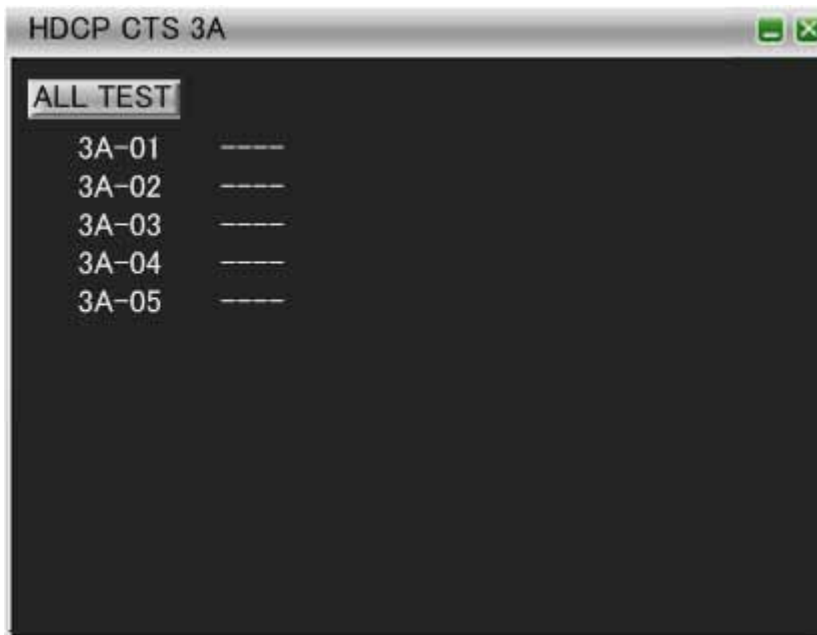 HDCP CTS 3A
ALL TEST
3A-01 ----
3A-02 ----
3A-03 ----
3A-04 ----
3A-05 ----